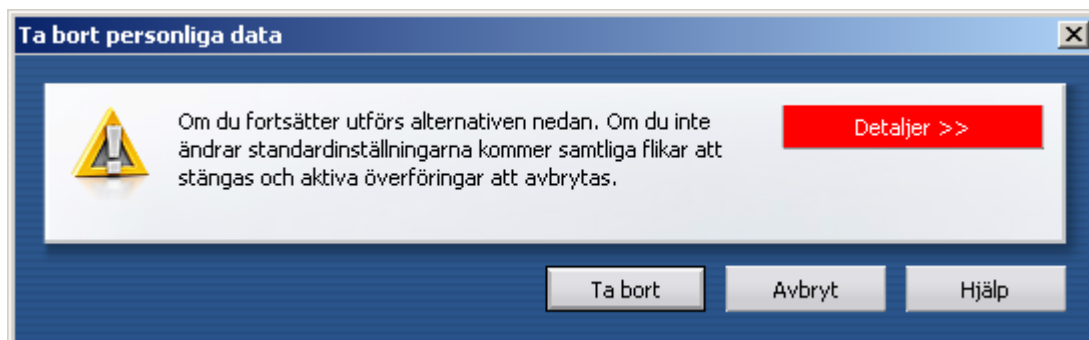 Ta bort personliga data
Om du fortsätter utförs alternativen nedan. Om du inte
ändrar standardinställningarna kommer samtliga flikar att
stängas och aktiva överföringar att avbrytas.
Detaljer >>
Ta bort
Avbryt
Hjälp